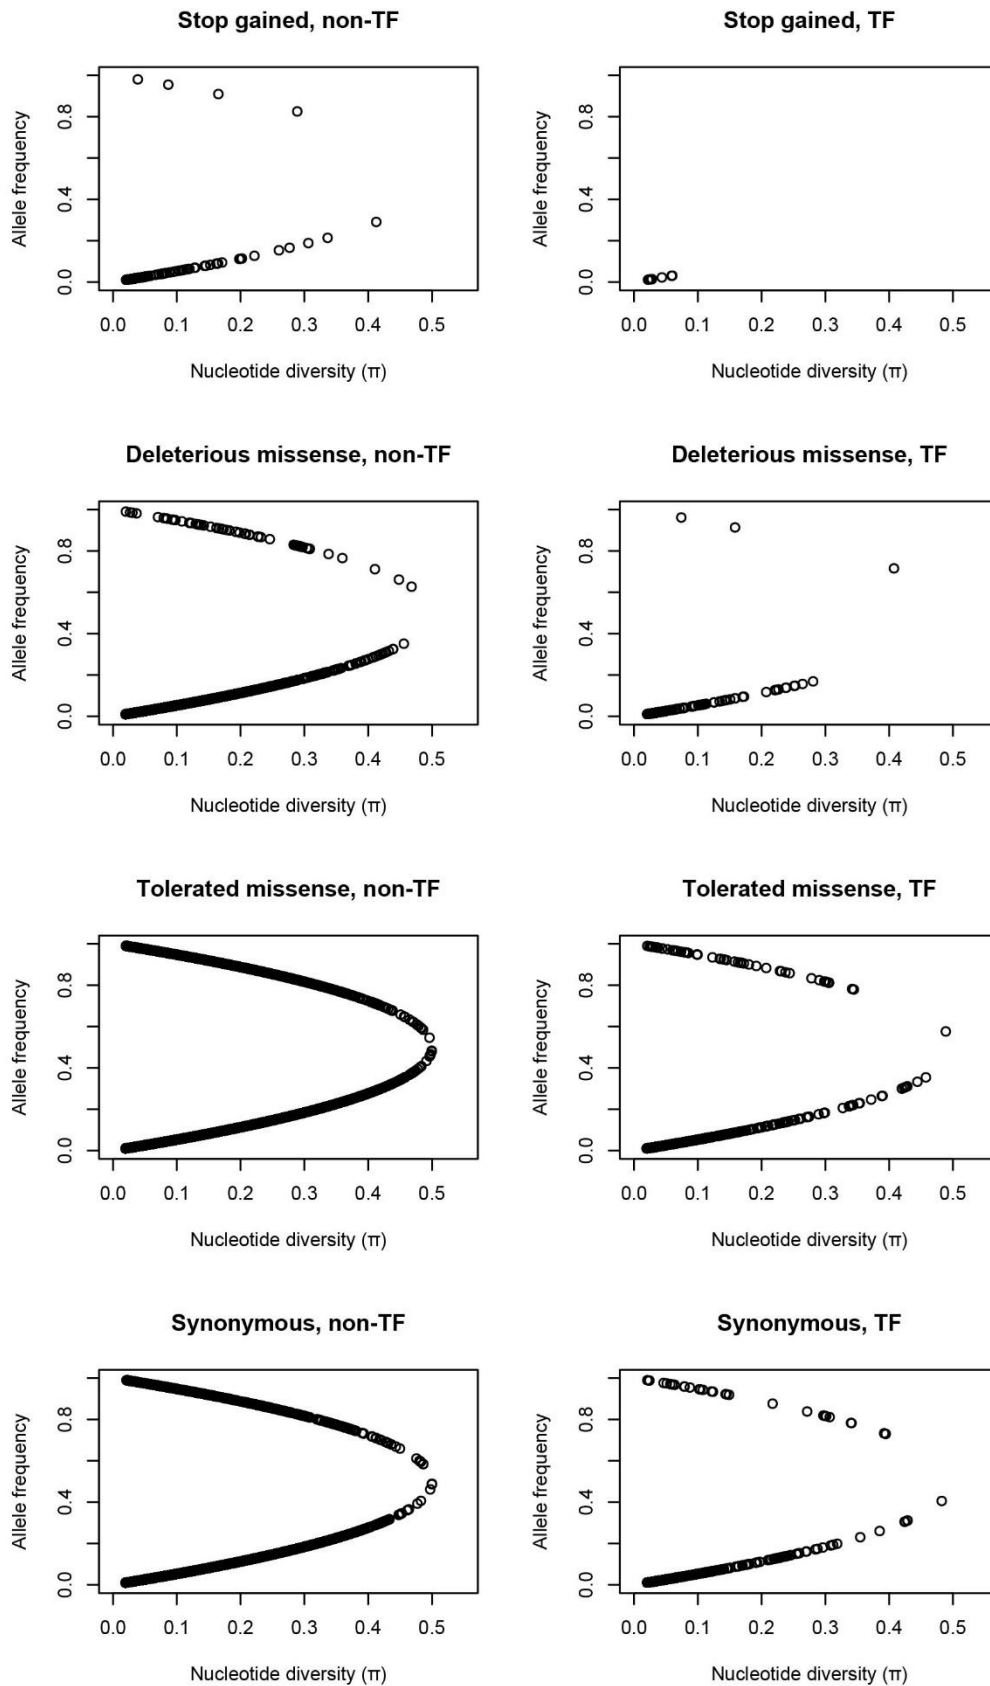 Stop gained, non-TF
Stop gained, TF
Allele frequency
0.0 0.4 0.8
0.0 0.1 0.2 0.3 0.4 0.5
Nucleotide diversity (π)
Allele frequency
0.0 0.4 0.8
0.0 0.1 0.2 0.3 0.4 0.5
Nucleotide diversity (π)
Deleterious missense, non-TF
Deleterious missense, TF
Allele frequency
0.0 0.4 0.8
0.0 0.1 0.2 0.3 0.4 0.5
Nucleotide diversity (π)
Allele frequency
0.0 0.4 0.8
0.0 0.1 0.2 0.3 0.4 0.5
Nucleotide diversity (π)
Tolerated missense, non-TF
Tolerated missense, TF
Allele frequency
0.0 0.4 0.8
0.0 0.1 0.2 0.3 0.4 0.5
Nucleotide diversity (π)
Allele frequency
0.0 0.4 0.8
0.0 0.1 0.2 0.3 0.4 0.5
Nucleotide diversity (π)
Synonymous, non-TF
Synonymous, TF
Allele frequency
0.0 0.4 0.8
0.0 0.1 0.2 0.3 0.4 0.5
Nucleotide diversity (π)
Allele frequency
0.0 0.4 0.8
0.0 0.1 0.2 0.3 0.4 0.5
Nucleotide diversity (π)